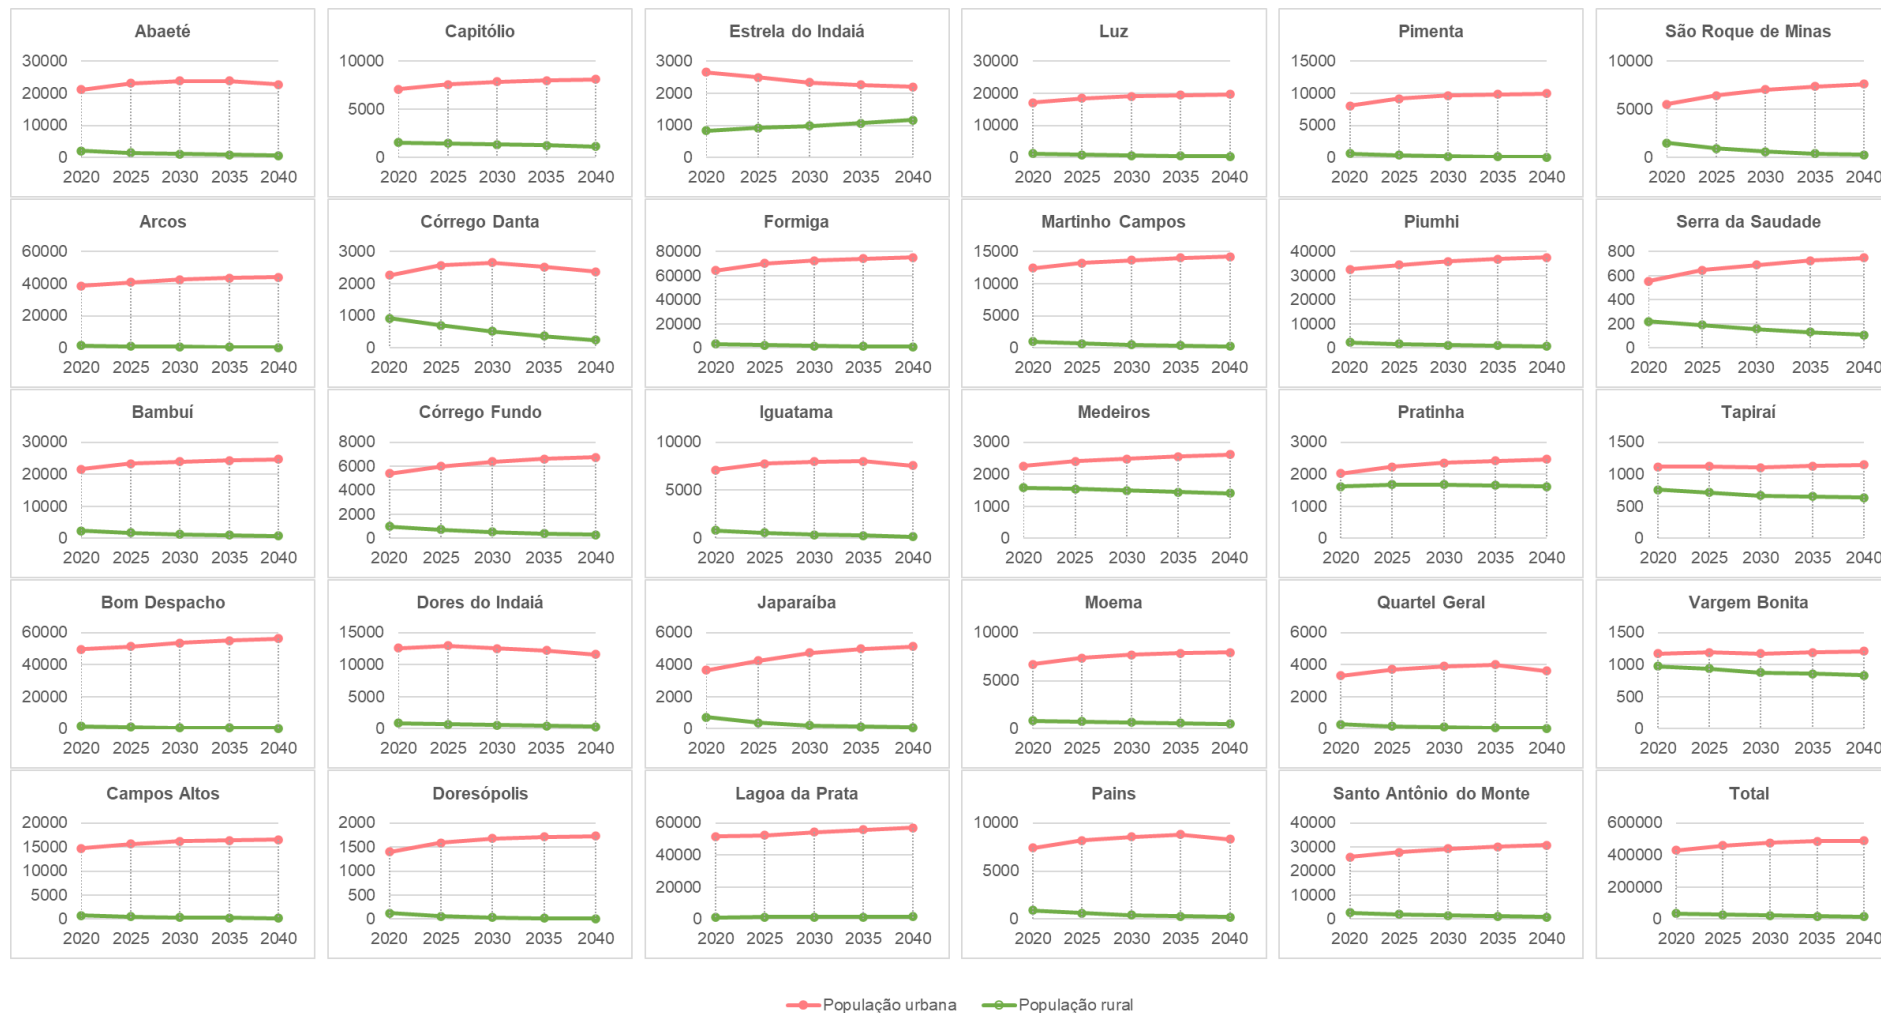 Abaeté
30000
20000
10000
0
2020 2025 2030 2035 2040
Capitólio
10000
5000
0
2020 2025 2030 2035 2040
Estrela do Indaiá
3000
2000
1000
0
2020 2025 2030 2035 2040
Luz
30000
20000
10000
0
2020 2025 2030 2035 2040
Pimenta
15000
10000
5000
0
2020 2025 2030 2035 2040
São Roque de Minas
10000
5000
0
2020 2025 2030 2035 2040
Arcos
60000
40000
20000
0
2020 2025 2030 2035 2040
Córrego Danta
3000
2000
1000
0
2020 2025 2030 2035 2040
Formiga
80000
60000
40000
20000
0
2020 2025 2030 2035 2040
Martinho Campos
15000
10000
5000
0
2020 2025 2030 2035 2040
Piumhi
40000
30000
20000
10000
0
2020 2025 2030 2035 2040
Serra da Saudade
800
600
400
200
0
2020 2025 2030 2035 2040
Bambuí
30000
20000
10000
0
2020 2025 2030 2035 2040
Córrego Fundo
8000
6000
4000
2000
0
2020 2025 2030 2035 2040
Iguatama
10000
5000
0
2020 2025 2030 2035 2040
Medeiros
3000
2000
1000
0
2020 2025 2030 2035 2040
Pratinha
3000
2000
1000
0
2020 2025 2030 2035 2040
Tapiraí
1500
1000
500
0
2020 2025 2030 2035 2040
Bom Despacho
60000
40000
20000
0
2020 2025 2030 2035 2040
Dores do Indaiá
15000
10000
5000
0
2020 2025 2030 2035 2040
Japaraíba
6000
4000
2000
0
2020 2025 2030 2035 2040
Moema
10000
5000
0
2020 2025 2030 2035 2040
Quartel Geral
6000
4000
2000
0
2020 2025 2030 2035 2040
Vargem Bonita
1500
1000
500
0
2020 2025 2030 2035 2040
Campos Altos
20000
15000
10000
5000
0
2020 2025 2030 2035 2040
Doresópolis
2000
1500
1000
500
0
2020 2025 2030 2035 2040
Lagoa da Prata
60000
40000
20000
0
2020 2025 2030 2035 2040
Pains
10000
5000
0
2020 2025 2030 2035 2040
Santo Antônio do Monte
40000
30000
20000
10000
0
2020 2025 2030 2035 2040
Total
600000
400000
200000
0
2020 2025 2030 2035 2040
População urbana
População rural